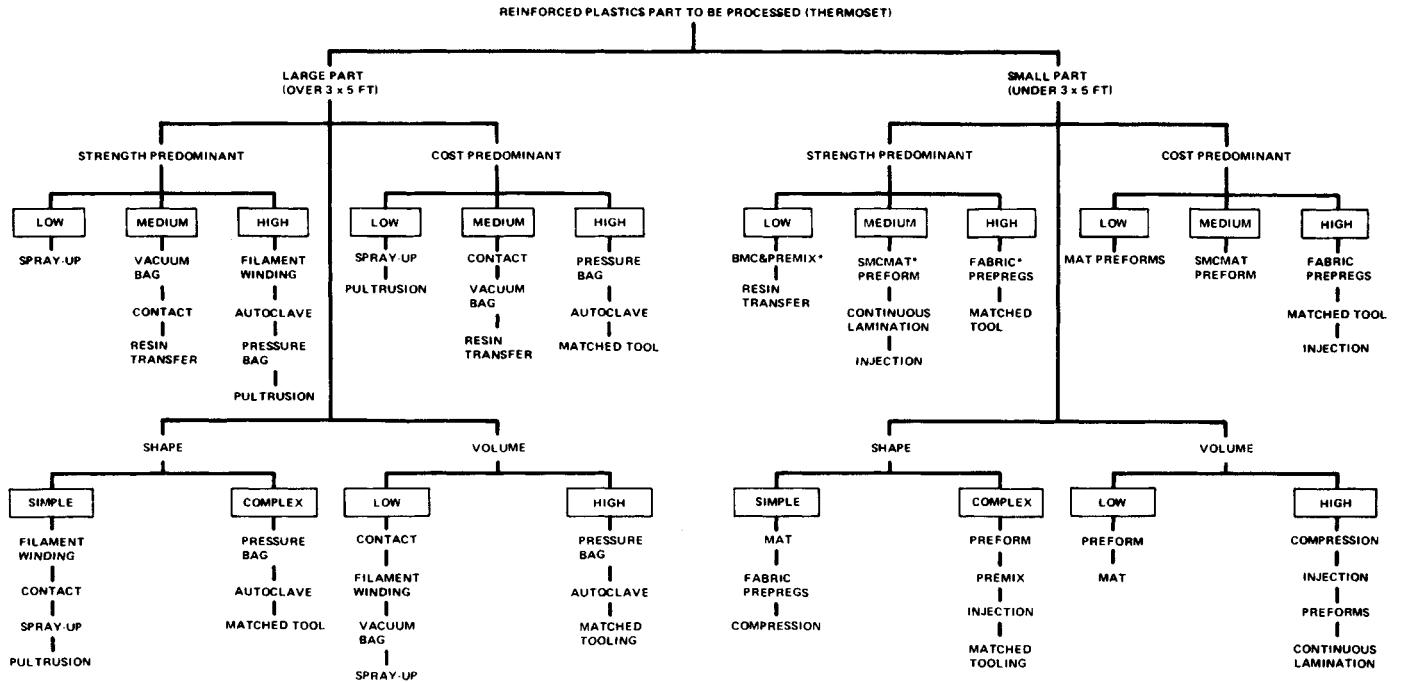 REINFORCED PLASTICS PART TO BE PROCESSED (THERMOSET)
LARGE PART
(OVER 3 x 5 FT)
SMALL PART
(UNDER 3 x 5 FT)
STRENGTH PREDOMINANT
COST PREDOMINANT
STRENGTH PREDOMINANT
COST PREDOMINANT
LOW
MEDIUM
HIGH
LOW
MEDIUM
HIGH
LOW
MEDIUM
HIGH
LOW
MEDIUM
HIGH
SPRAY-UP
VACUUM
BAG
CONTACT
RESIN
TRANSFER
FILAMENT
WINDING
AUTOCLAVE
PRESSURE
BAG
PULTRUSION
SPRAY-UP
PULTRUSION
CONTACT
VACUUM
BAG
RESIN
TRANSFER
PRESSURE
BAG
AUTOCLAVE
MATCHED TOOL
BMC&PREMIX*
RESIN
TRANSFER
SMCMAT*
PREFORM
CONTINUOUS
LAMINATION
INJECTION
FABRIC*
PREPREGS
MATCHED
TOOL
MAT PREFORMS
SMCMAT
PREFORM
FABRIC
PREPREGS
MATCHED TOOL
INJECTION
SHAPE
VOLUME
SHAPE
VOLUME
SIMPLE
COMPLEX
LOW
HIGH
SIMPLE
COMPLEX
LOW
HIGH
FILAMENT
WINDING
CONTACT
SPRAY-UP
PULTRUSION
PRESSURE
BAG
AUTOCLAVE
MATCHED TOOL
CONTACT
FILAMENT
WINDING
VACUUM
BAG
SPRAY-UP
PRESSURE
BAG
AUTOCLAVE
MATCHED
TOOLING
MAT
FABRIC
PREPREGS
COMPRESSION
PREFORM
PREMIX
INJECTION
MATCHED
TOOLING
PREFORM
MAT
COMPRESSION
INJECTION
PREFORMS
CONTINUOUS
LAMINATION